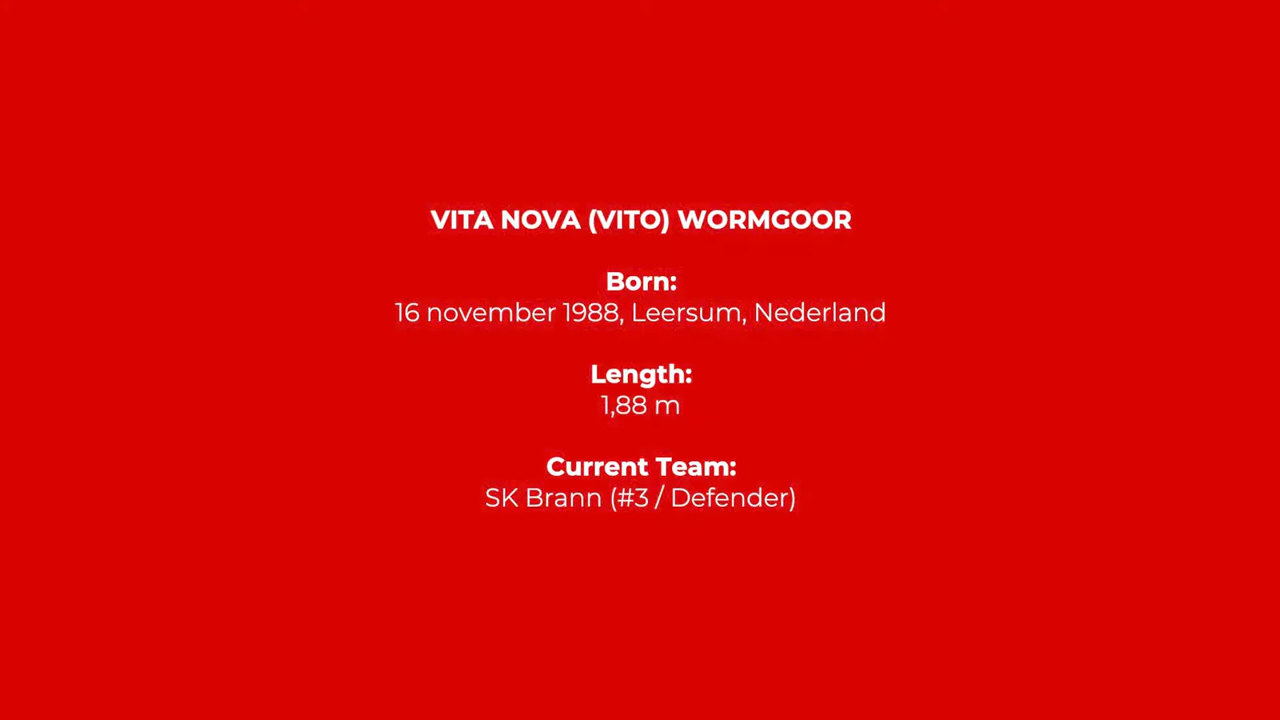 VITA NOVA (VITO) WORMGOOR
Born:
16 november 1988, Leersum, Nederland
Length:
1,88 m
Current Team:
SK Brann (#3 / Defender)